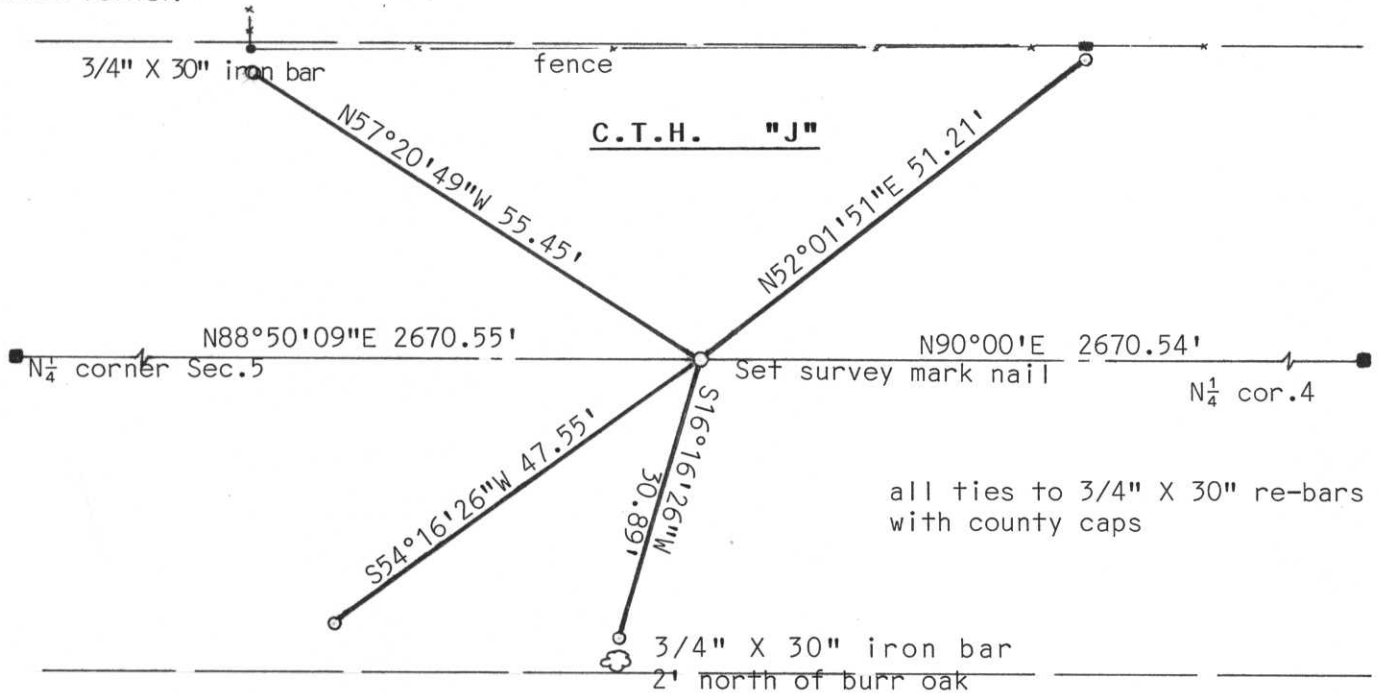 3/4" X 30" iron bar
fence
C.T.H. "J"
N57°20'49"W 55.45'
N52°01'51"E 51.21'
N88°50'09"E 2670.55'
N90°00'E 2670.54'
N¼ corner Sec.5
Set survey mark nail
N¼ cor.4
S54°16'26"W 47.55'
S16°16'26"W
30.89'
all ties to 3/4" X 30" re-bars
with county caps
3/4" X 30" iron bar
2' north of burr oak